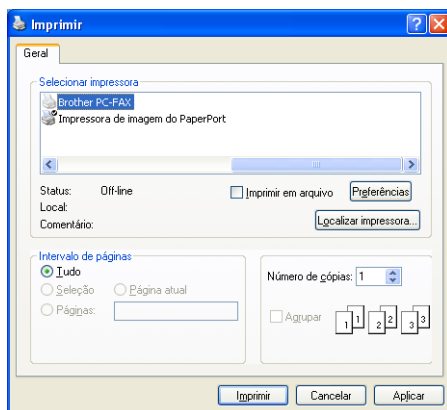 Imprimir
Geral
Selecionar impressora
Brother PC-FAX
Impressora de imagem do PaperPort
Status: Off-line
Imprimir em arquivo Preferências
Local:
Comentário:
Localizar impressora...
Intervalo de páginas
Tudo
Seleção Página atual
Páginas:
Número de cópias: 1
Agrupar 1 1 2 2 3 3
Imprimir Cancelar Aplicar